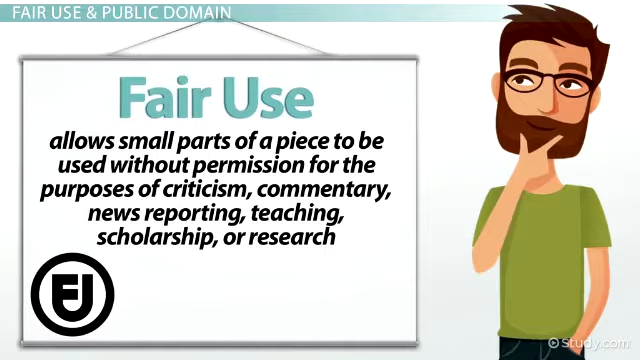 FAIR USE & PUBLIC DOMAIN
Fair Use
allows small parts of a piece to be
used without permission for the
purposes of criticism, commentary,
news reporting, teaching,
scholarship, or research
FU
Study.com